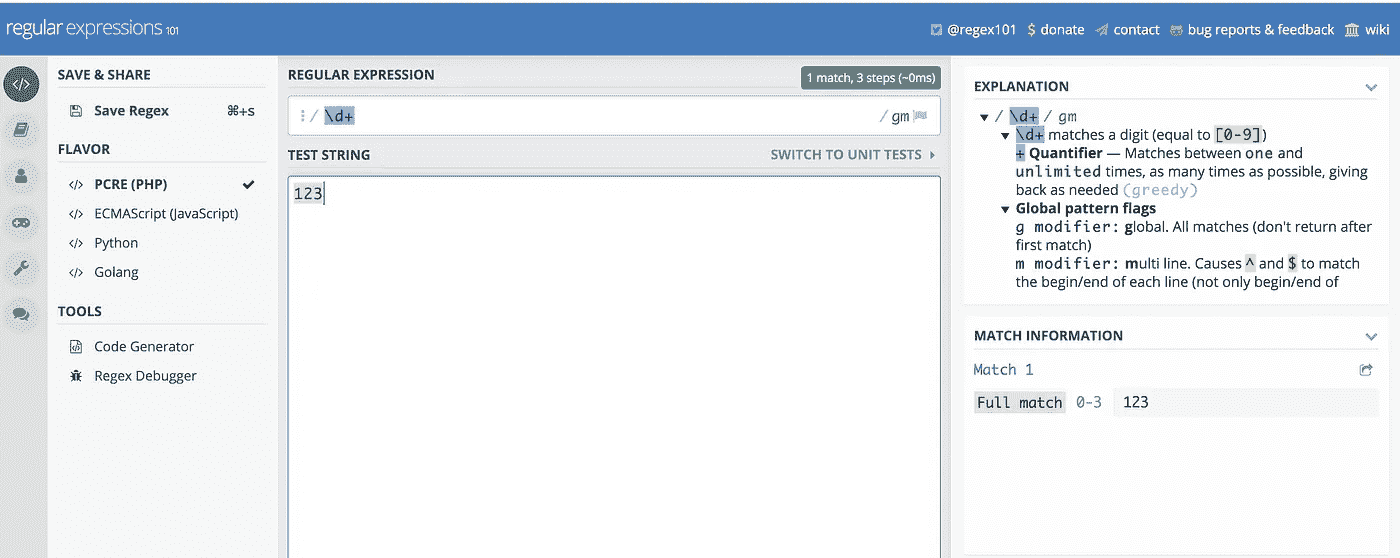 regular expressions 101
@regex101 $ donate contact bug reports & feedback wiki
SAVE & SHARE
Save Regex ⌘+s
FLAVOR
</> PCRE (PHP) ✓
</> ECMAScript (JavaScript)
</> Python
</> Golang
TOOLS
Code Generator
Regex Debugger
REGULAR EXPRESSION
1 match, 3 steps (~0ms)
/ \d+ / gm
TEST STRING
SWITCH TO UNIT TESTS
123
EXPLANATION
/ \d+ / gm
\d+ matches a digit (equal to [0-9])
+ Quantifier — Matches between one and
unlimited times, as many times as possible, giving
back as needed (greedy)
Global pattern flags
g modifier: global. All matches (don't return after
first match)
m modifier: multi line. Causes ^ and $ to match
the begin/end of each line (not only begin/end of
MATCH INFORMATION
Match 1
Full match 0-3 123